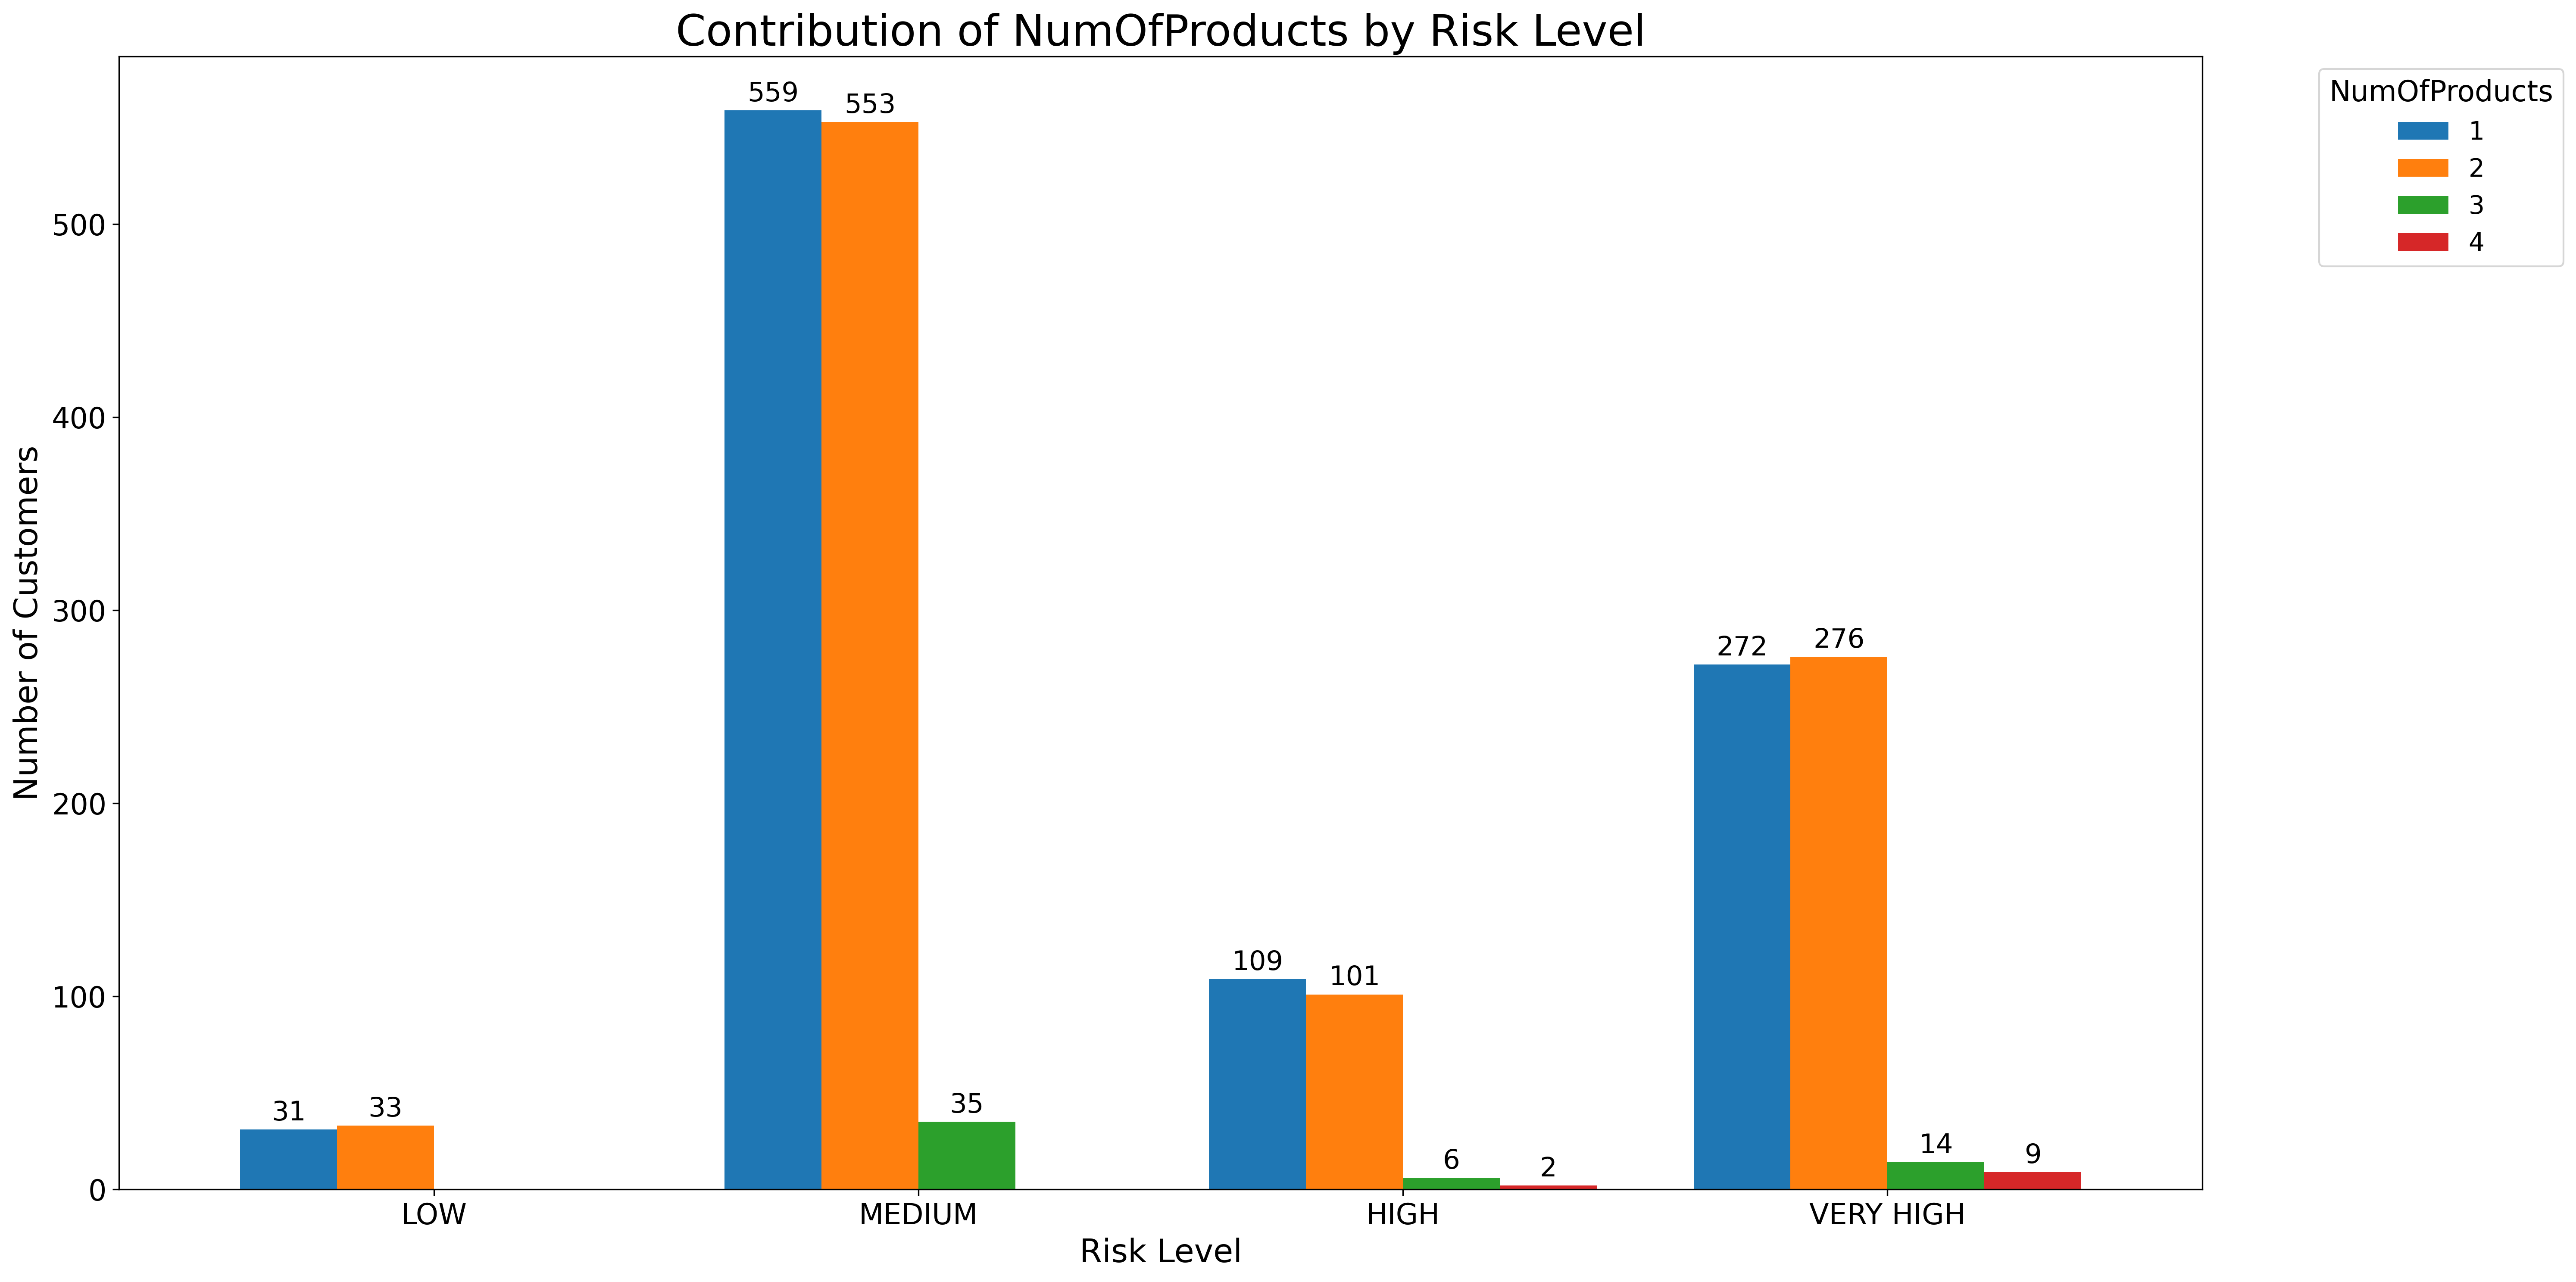 Contribution of NumOfProducts by Risk Level
NumOfProducts
1
2
3
4
Number of Customers
500
400
300
200
100
0
31
33
559
553
35
109
101
6
2
272
276
14
9
LOW
MEDIUM
HIGH
VERY HIGH
Risk Level